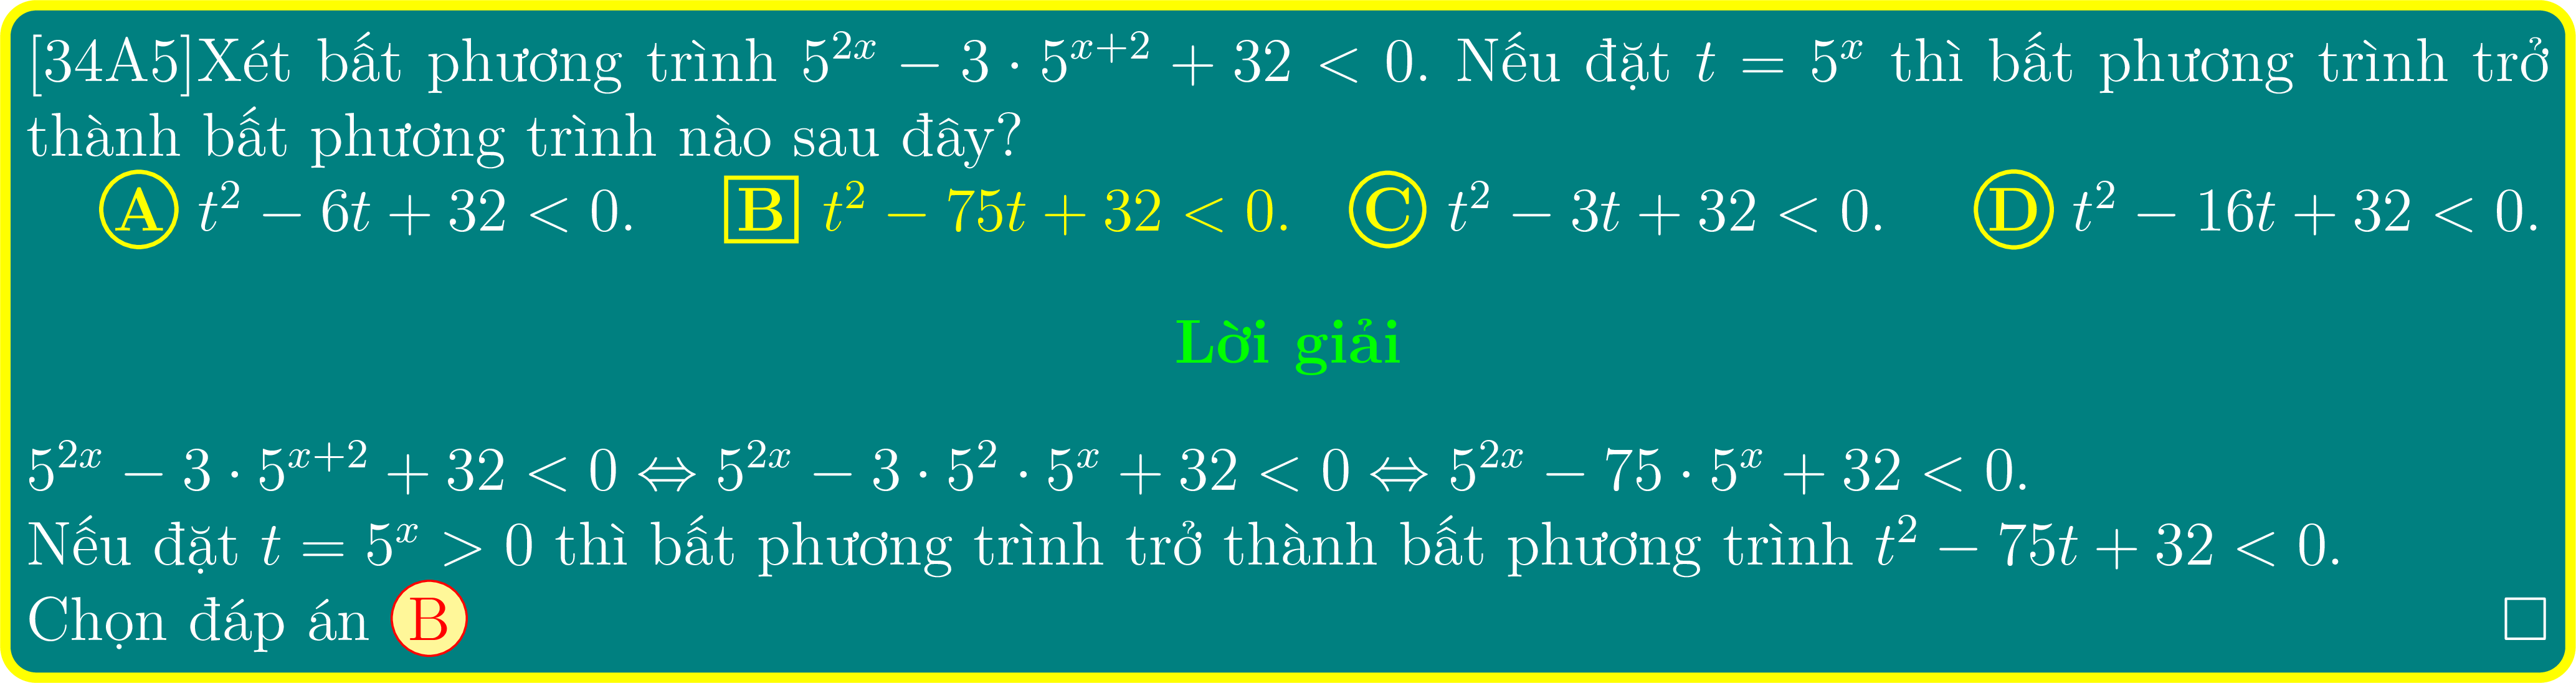 [34A5]Xét bất phương trình $5^{2x} - 3 \cdot 5^{x+2} + 32 < 0$. Nếu đặt $t = 5^x$ thì bất phương trình trở
thành bất phương trình nào sau đây?
A $t^2 - 6t + 32 < 0$. B $t^2 - 75t + 32 < 0$. C $t^2 - 3t + 32 < 0$. D $t^2 - 16t + 32 < 0$.
Lời giải
$5^{2x} - 3 \cdot 5^{x+2} + 32 < 0 \Leftrightarrow 5^{2x} - 3 \cdot 5^2 \cdot 5^x + 32 < 0 \Leftrightarrow 5^{2x} - 75 \cdot 5^x + 32 < 0$.
Nếu đặt $t = 5^x > 0$ thì bất phương trình trở thành bất phương trình $t^2 - 75t + 32 < 0$.
Chọn đáp án B □